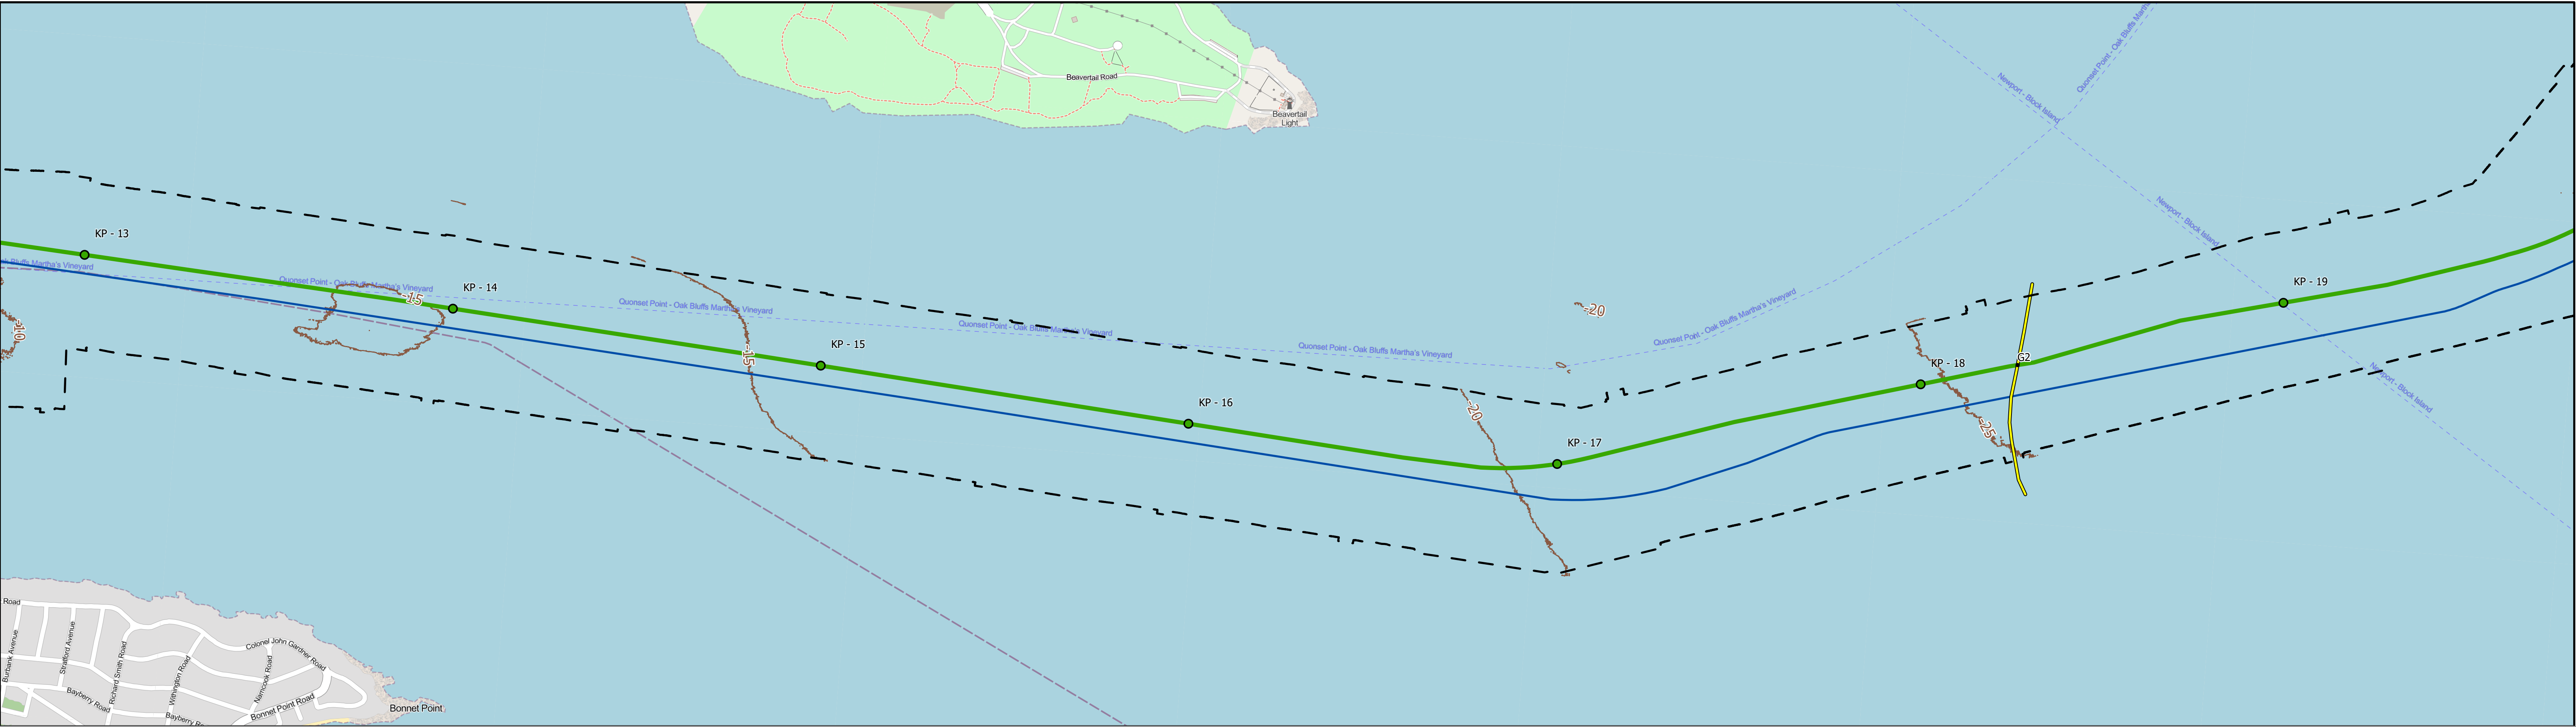 Beavertail Road
Beavertail
Light
Newport - Block Island
Quonset Point - Oak Bluffs Martha's
Newport - Block Island
KP - 13
KP - 14
KP - 15
KP - 16
KP - 17
KP - 18
KP - 19
G2
Bluffs Martha's Vineyard
Quonset Point - Oak Bluffs Martha's Vineyard
Quonset Point - Oak Bluffs Martha's Vineyard
Quonset Point - Oak Bluffs Martha's Vineyard
Quonset Point - Oak Bluffs Martha's Vineyard
Quonset Point - Oak Bluffs Martha's Vineyard
Newport - Block Island
-10
-15
-15
-20
-20
-25
Road
Burbank Avenue
Stratford Avenue
Richard Smith Road
Withington Road
Narncook Road
Colonel John Gardner Road
Bayberry Road
Bayberry
Bonnet Point Road
Bonnet Point